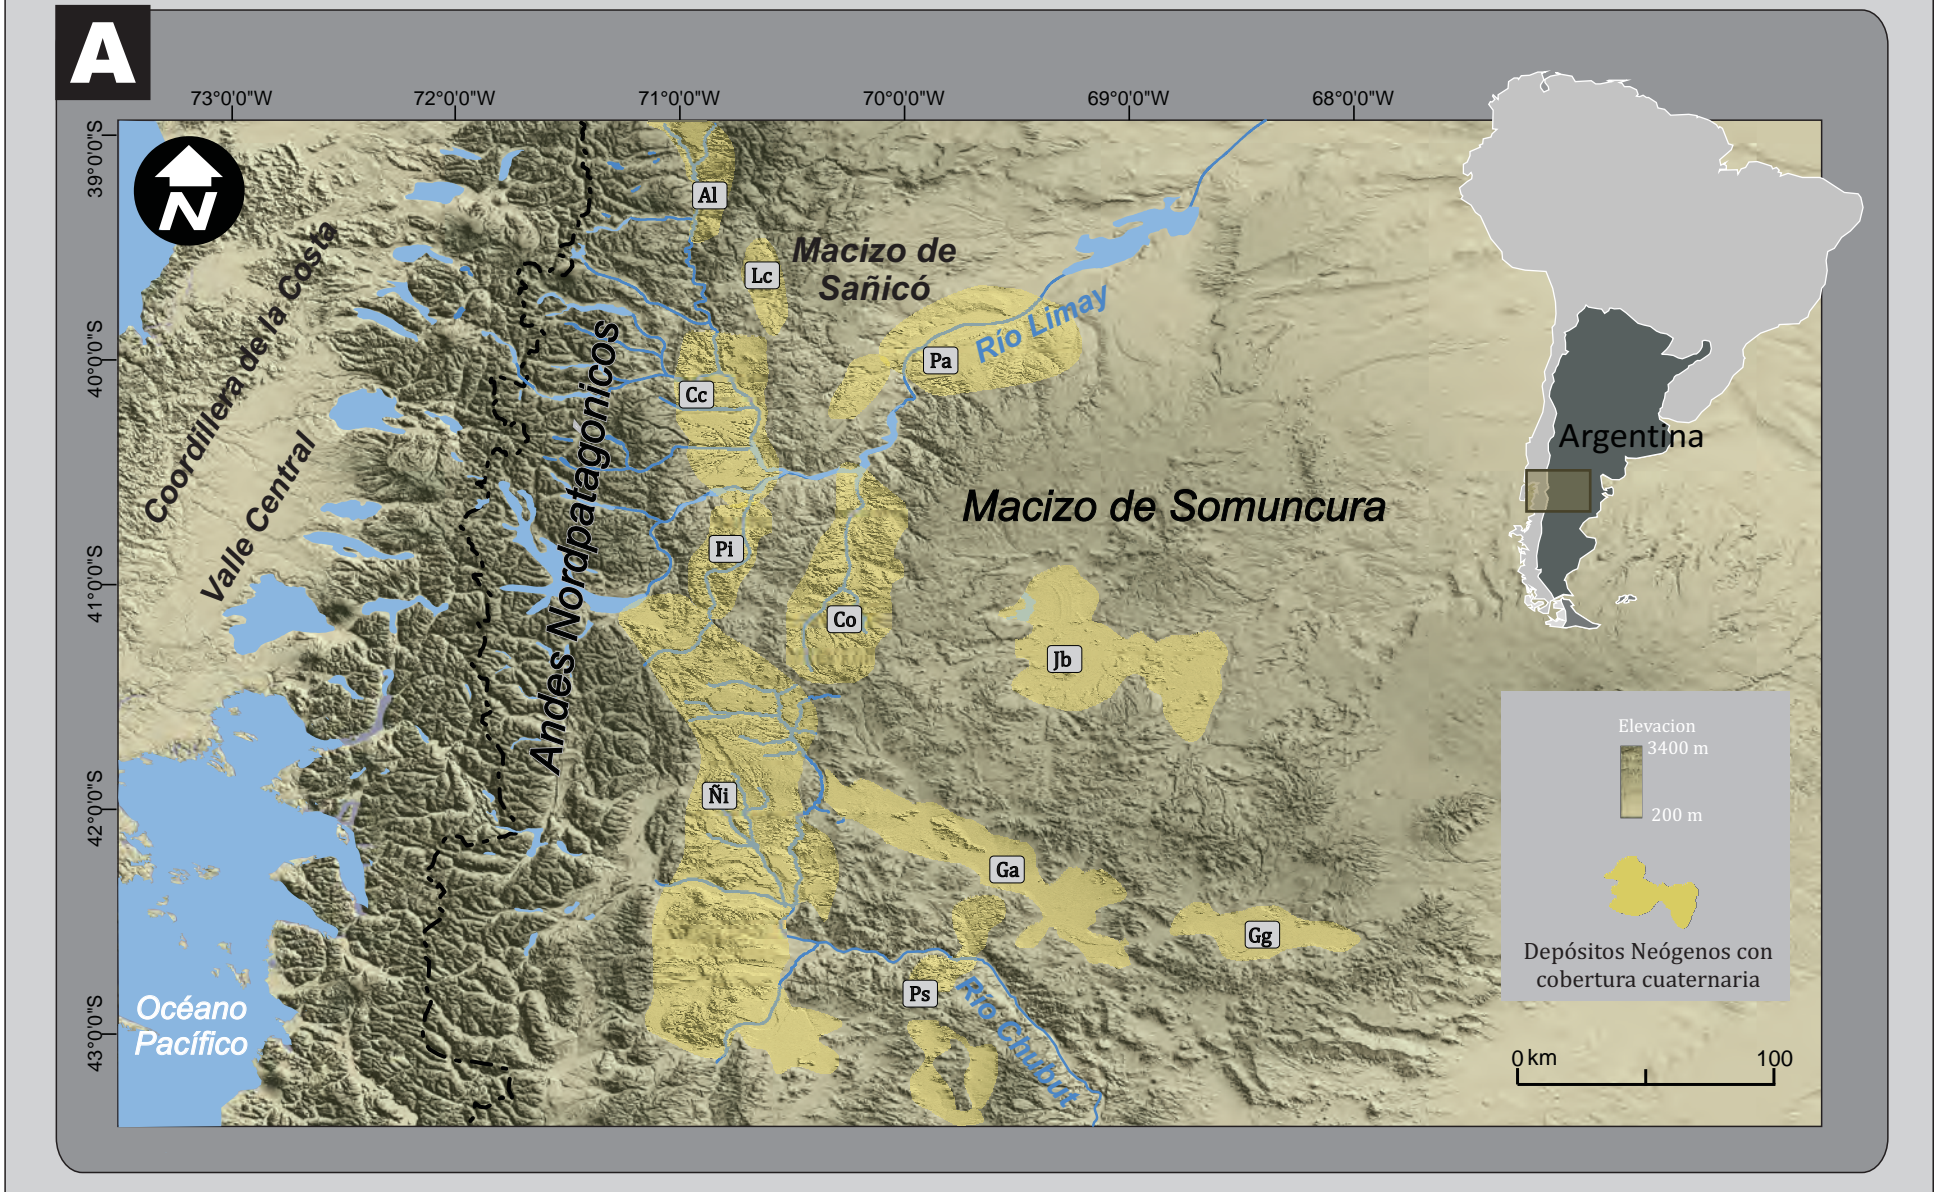 A
73°0'0"W
72°0'0"W
71°0'0"W
70°0'0"W
69°0'0"W
68°0'0"W
39°0'0"S
40°0'0"S
41°0'0"S
42°0'0"S
43°0'0"S
N
Coordillera de la Costa
Valle Central
Andes Nordpatagonicos
Al
Lc
Macizo de
Sañicó
Río Limay
Pa
Cc
Macizo de Somuncura
Pi
Co
Jb
Ñi
Ga
Gg
Ps
Río Chubut
Océano
Pacífico
Argentina
Elevacion
3400 m
200 m
Depósitos Neógenos con
cobertura cuaternaria
0 km
100